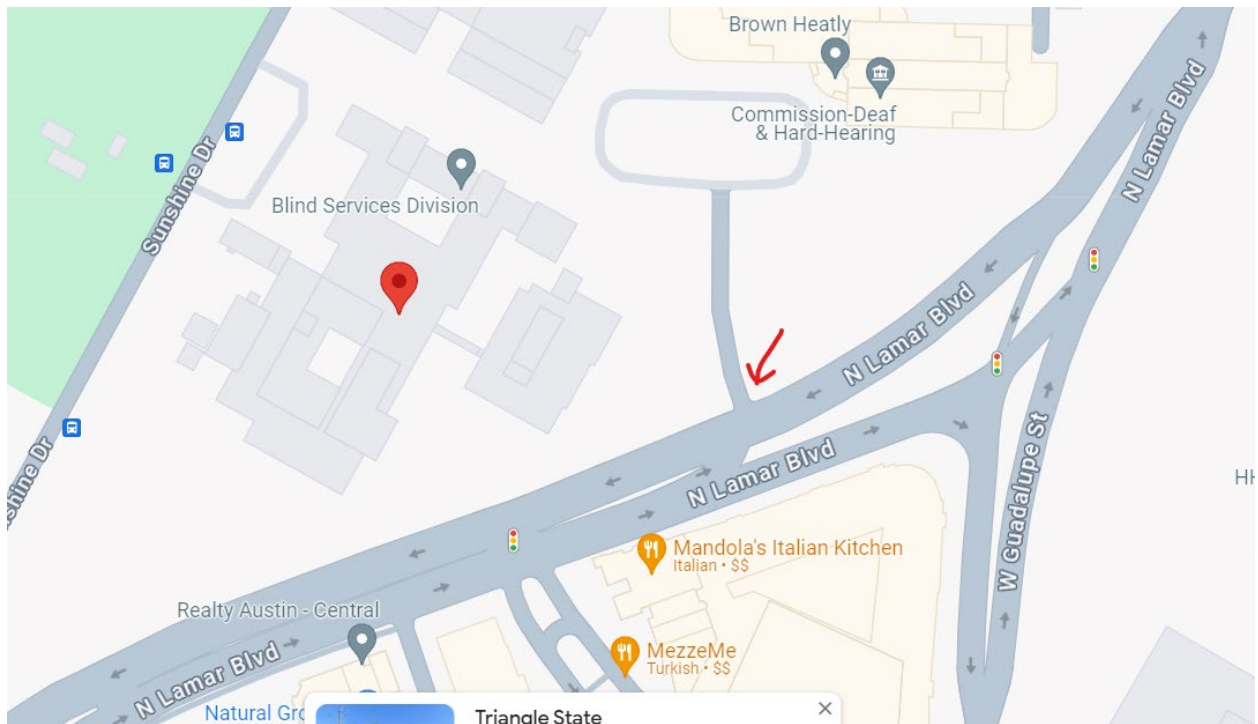 Brown Heatly
Commission-Deaf
& Hard-Hearing
N Lamar Blvd
Sunshine Dr
Blind Services Division
N Lamar Blvd
N Lamar Blvd
W Guadalupe St
shine Dr
HH
Mandola's Italian Kitchen
Italian • $$
Realty Austin - Central
MezzeMe
Turkish • $$
N Lamar Blvd
Natural Gro
Triangle State